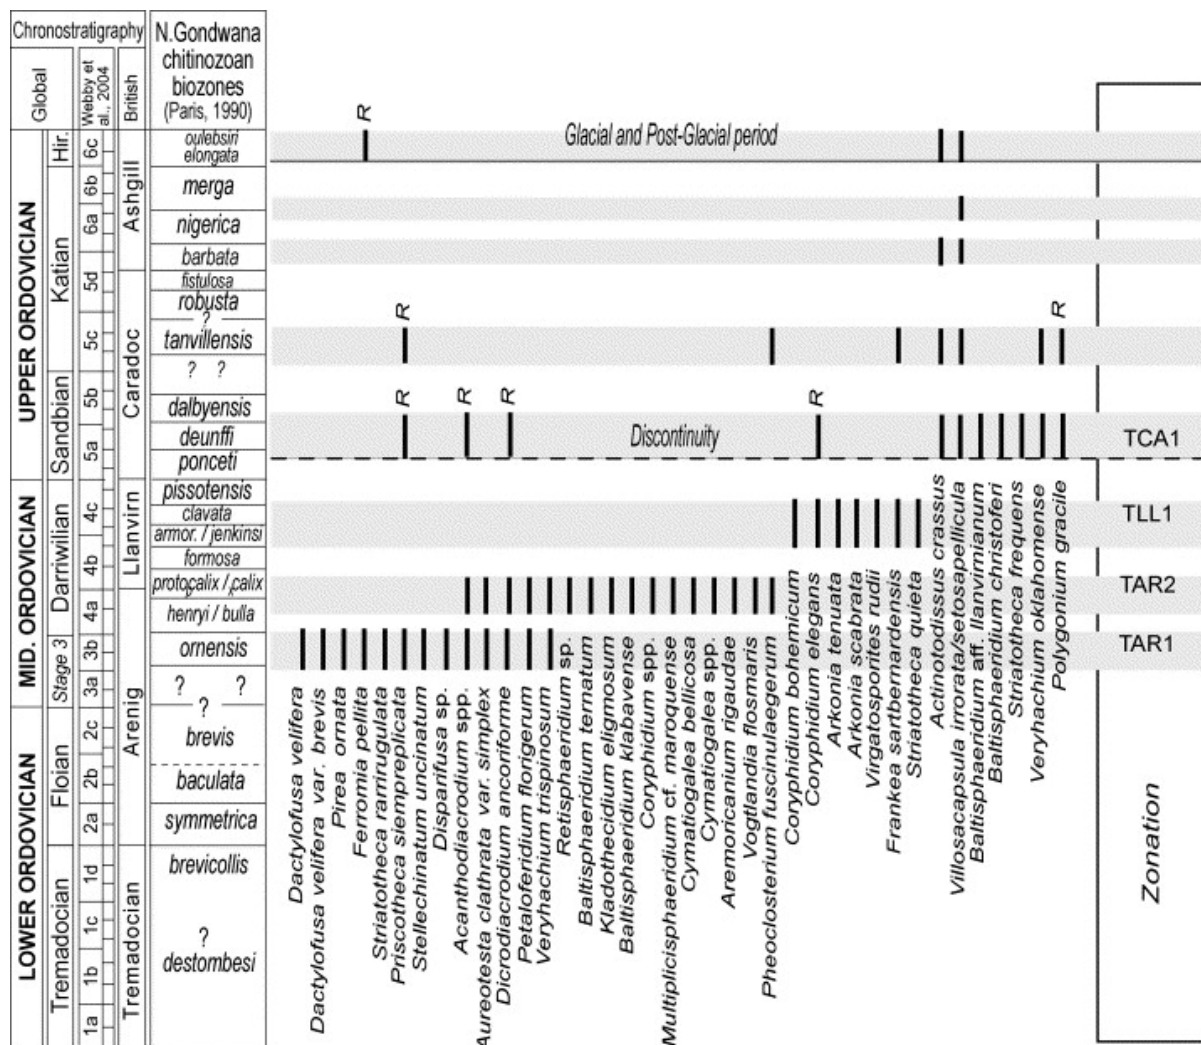 Chronostratigraphy
Global
Webby et
al., 2004
British
N.Gondwana
chitinozoan
biozones
(Paris, 1990)
UPPER ORDOVICIAN
MID. ORDOVICIAN
LOWER ORDOVICIAN
Hir.
Katian
Sandbian
Darriwilian
Stage 3
Floian
Tremadocian
6c
6b
6a
5d
5c
5b
5a
4c
4b
4a
3b
3a
2c
2b
2a
1d
1c
1b
1a
Ashgill
Caradoc
Llanvirn
Arenig
Tremadocian
oulebsiri
elongata
merga
nigerica
barbata
fistulosa
robusta
?
tanvillensis
? ?
dalbyensis
deunffi
ponceti
pissotensis
clavata
armor. / jenkinsi
formosa
protocalix / calix
henryi / bulla
ornensis
? ?
?
brevis
baculata
symmetrica
brevicollis
?
destombesi
R
Glacial and Post-Glacial period
R
R
R
R
R
R
Discontinuity
TCA1
TLL1
TAR2
TAR1
Zonation
Dactylofusa velifera
Dactylofusa velifera var. brevis
Pirea ornata
Ferromia pellita
Striatotheca rarrirugulata
Priscotheca siempreplicata
Stellechinatum uncinatum
Disparifusa sp.
Acanthodiacrodium spp.
Aureotesta clathrata var. simplex
Dicrodiacrodium ancoriforme
Petaloferidium florigerum
Veryhachium trispinosum
Retisphaeridium sp.
Baltisphaeridium ternatum
Kladothecidium eligmosum
Baltisphaeridium klabavense
Coryphidium spp.
Multiplicisphaeridium cf. maroquense
Cymatiogalea bellicosa
Cymatiogalea spp.
Aremoricanium rigaudae
Vogtlandia flosmaris
Pheoclosterium fuscinulaegerum
Coryphidium bohemicum
Coryphidium elegans
Arkonia tenuata
Arkonia scabrata
Virgatosporites rudii
Frankea sartbernardensis
Striatotheca quieta
Actinotodissus crassus
Villosacapsula irrorata/setosapellicula
Baltisphaeridium aff. llanvirnianum
Baltisphaeridium christoferi
Striatotheca frequens
Veryhachium oklahomense
Polygonium gracile